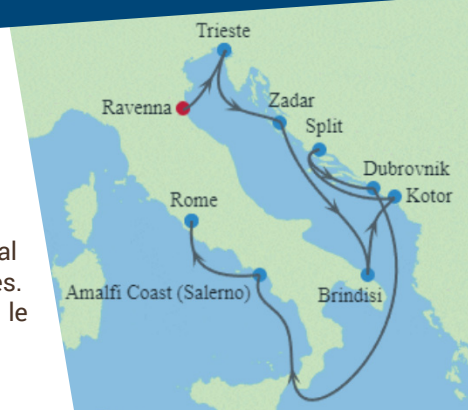 Trieste
Ravenna
Zadar
Split
Dubrovnik
Kotor
Rome
al
es.
Amalfi Coast (Salerno)
Brindisi
le